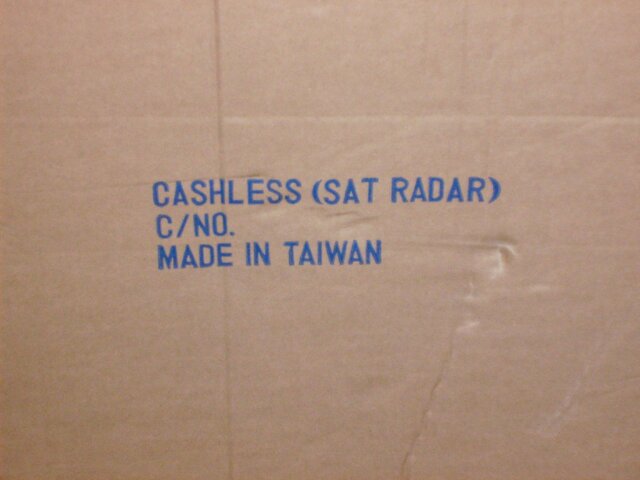 CASHLESS (SAT RADAR)
C/NO.
MADE IN TAIWAN